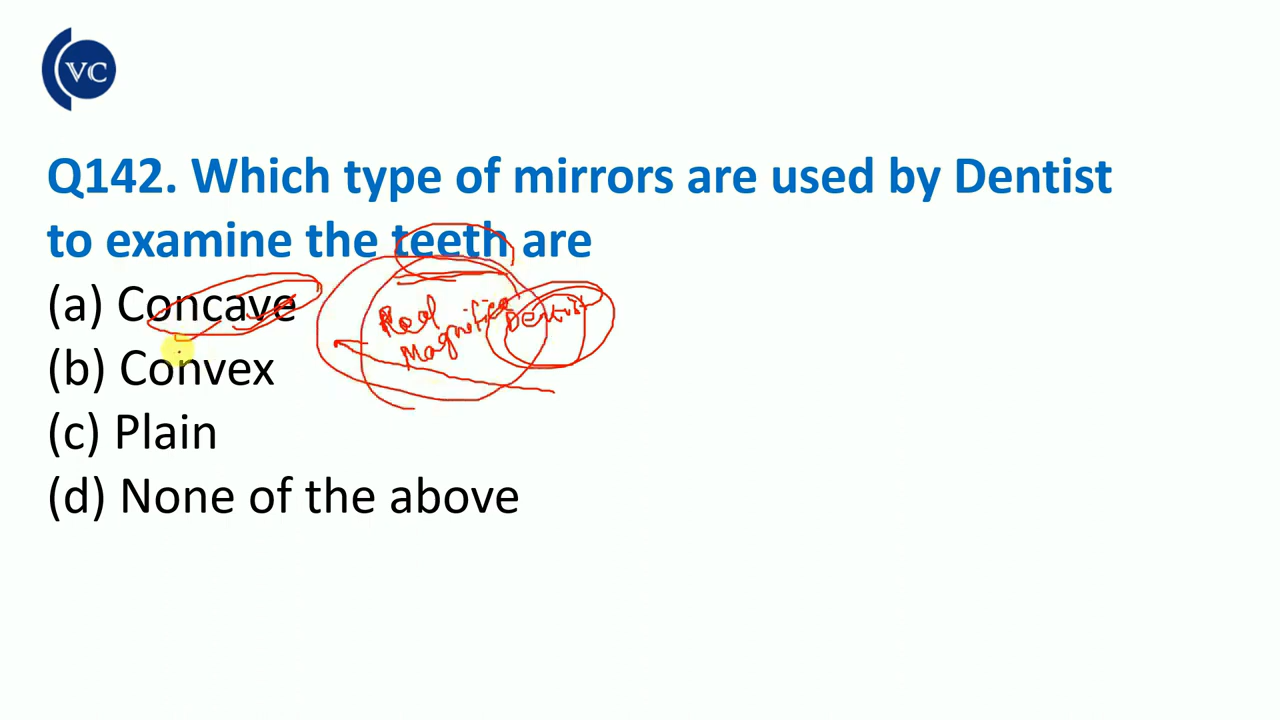 VC
Q142. Which type of mirrors are used by Dentist
to examine the teeth are
(a) Concave
Real
Magnified
Dentist
(b) Convex
(c) Plain
(d) None of the above